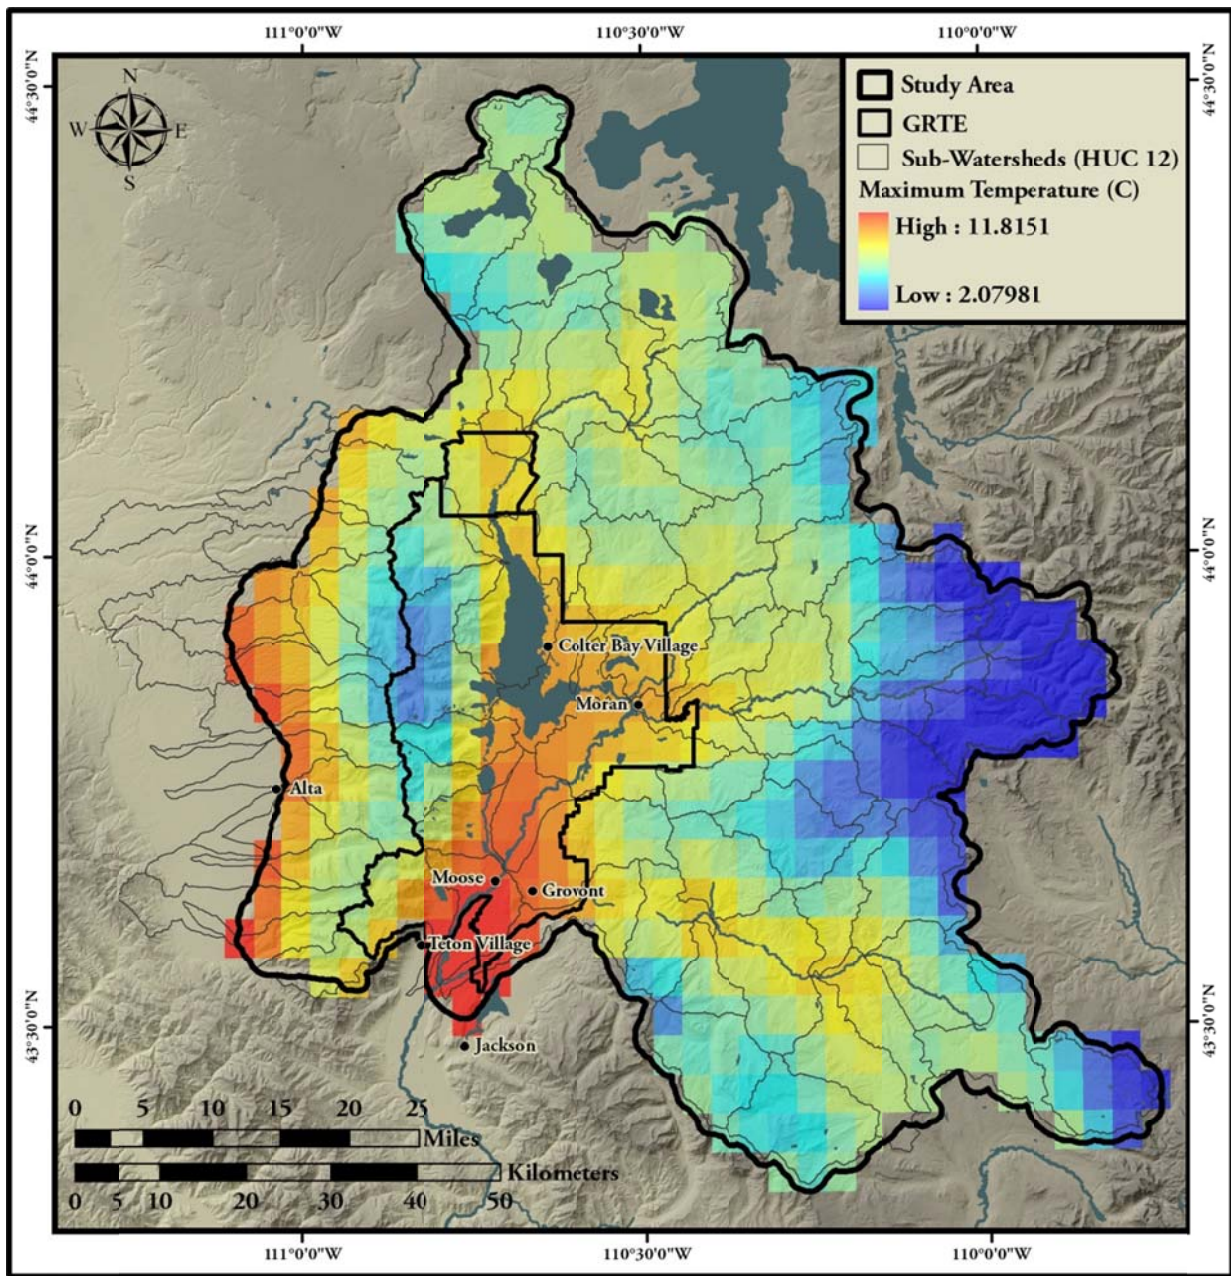 111°0'0"W
110°30'0"W
110°0'0"W
44°30'0"N
44°30'0"N
N
W
E
S
Study Area
GRTE
Sub-Watersheds (HUC 12)
Maximum Temperature (C)
High : 11.8151
Low : 2.07981
44°0'0"N
44°0'0"N
Colter Bay Village
Moran
Alta
Moose
Grovont
Teton Village
43°30'0"N
43°30'0"N
Jackson
0 5 10 15 20 25
Miles
Kilometers
0 5 10 20 30 40 50
111°0'0"W
110°30'0"W
110°0'0"W